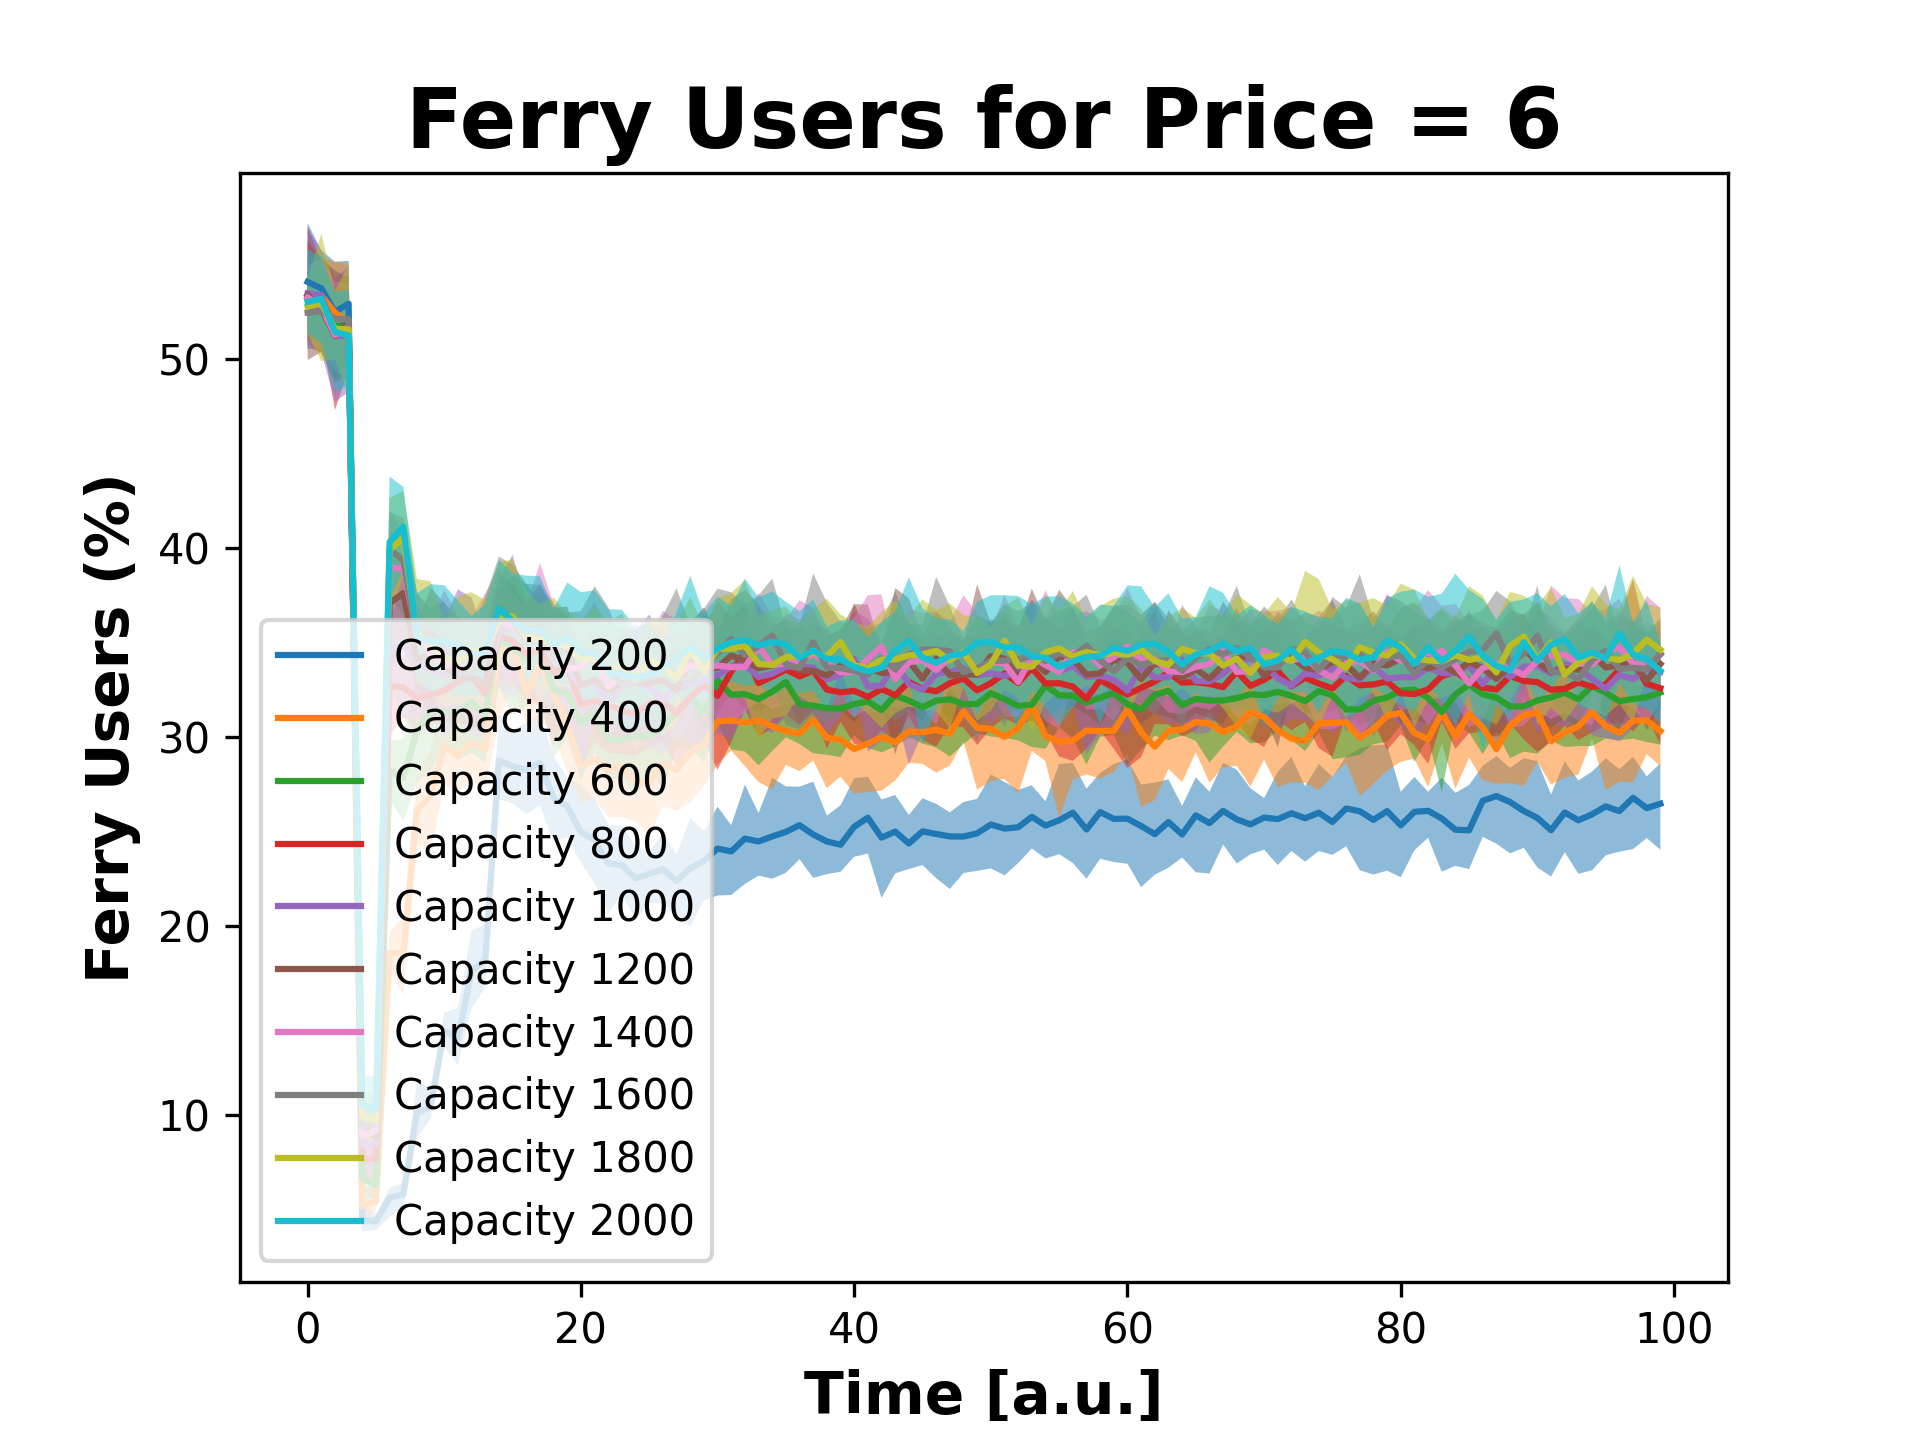 Ferry Users for Price = 6
Ferry Users (%)
50
40
30
20
10
Capacity 200
Capacity 400
Capacity 600
Capacity 800
Capacity 1000
Capacity 1200
Capacity 1400
Capacity 1600
Capacity 1800
Capacity 2000
0 20 40 60 80 100
Time [a.u.]